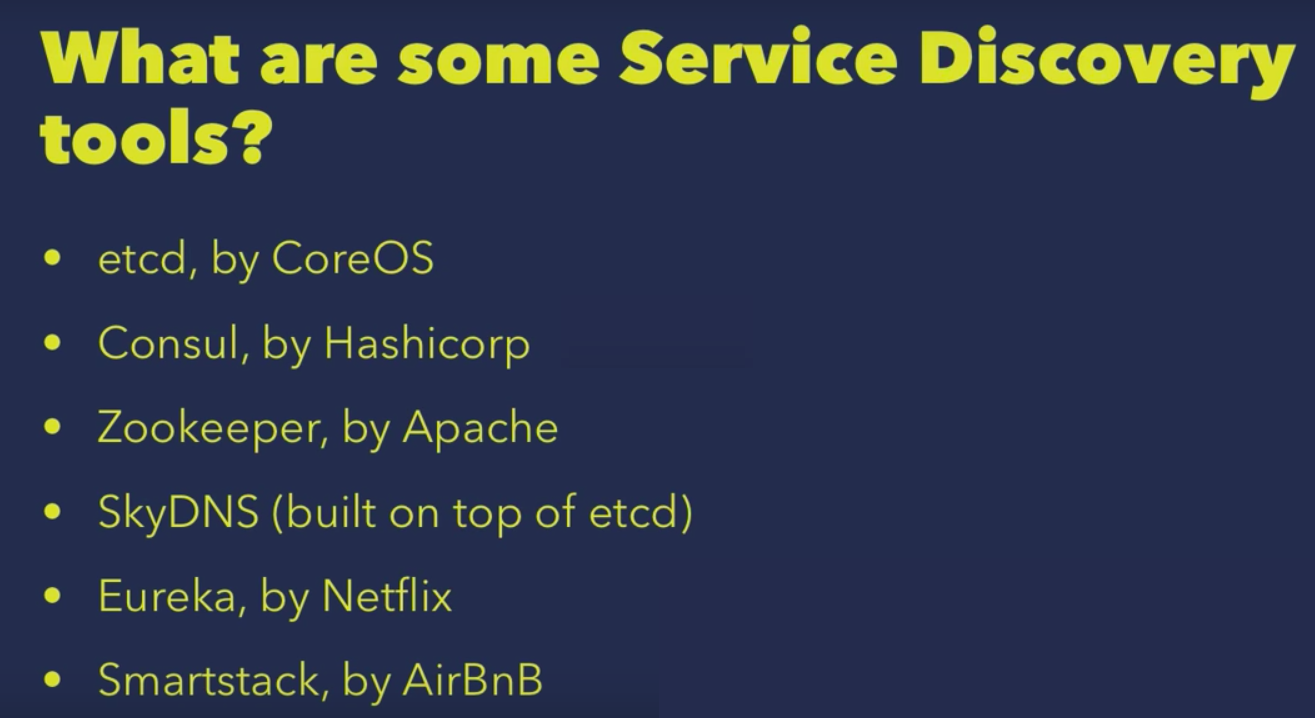 What are some Service Discovery
tools?
• etcd, by CoreOS
• Consul, by Hashicorp
• Zookeeper, by Apache
• SkyDNS (built on top of etcd)
• Eureka, by Netflix
• Smartstack, by AirBnB